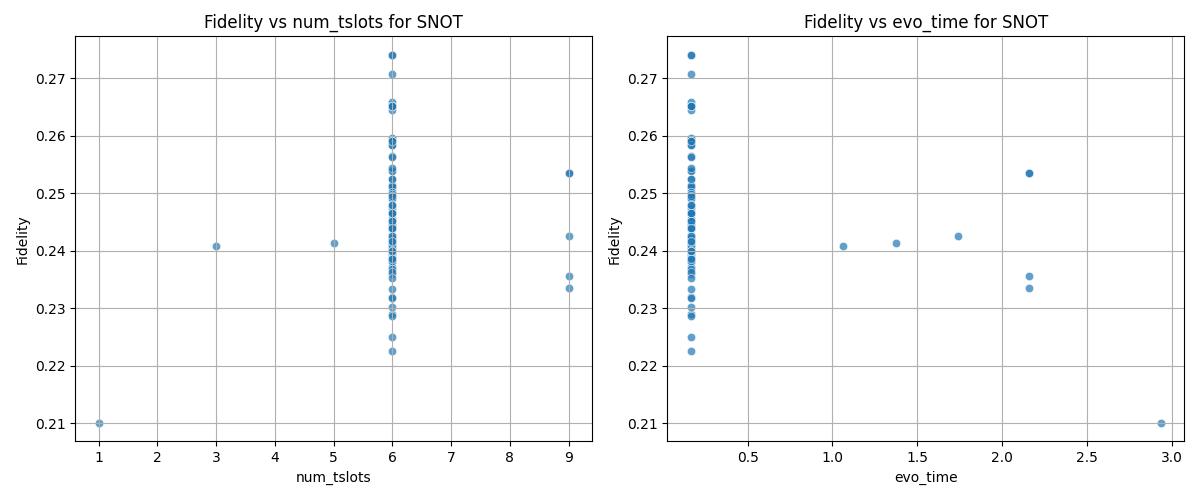 Fidelity vs num_tslots for SNOT
Fidelity
0.27
0.26
0.25
0.24
0.23
0.22
0.21
1 2 3 4 5 6 7 8 9
num_tslots
Fidelity vs evo_time for SNOT
Fidelity
0.27
0.26
0.25
0.24
0.23
0.22
0.21
0.5 1.0 1.5 2.0 2.5 3.0
evo_time